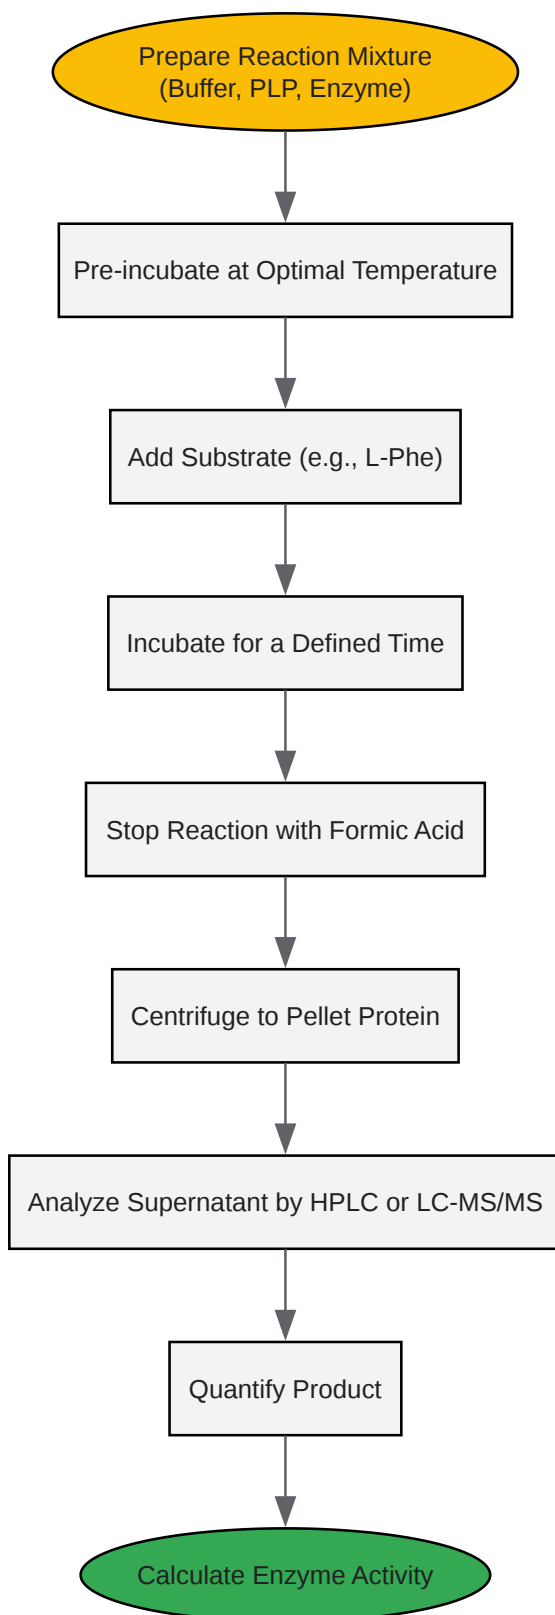 Prepare Reaction Mixture
(Buffer, PLP, Enzyme)
Pre-incubate at Optimal Temperature
Add Substrate (e.g., L-Phe)
Incubate for a Defined Time
Stop Reaction with Formic Acid
Centrifuge to Pellet Protein
Analyze Supernatant by HPLC or LC-MS/MS
Quantify Product
Calculate Enzyme Activity